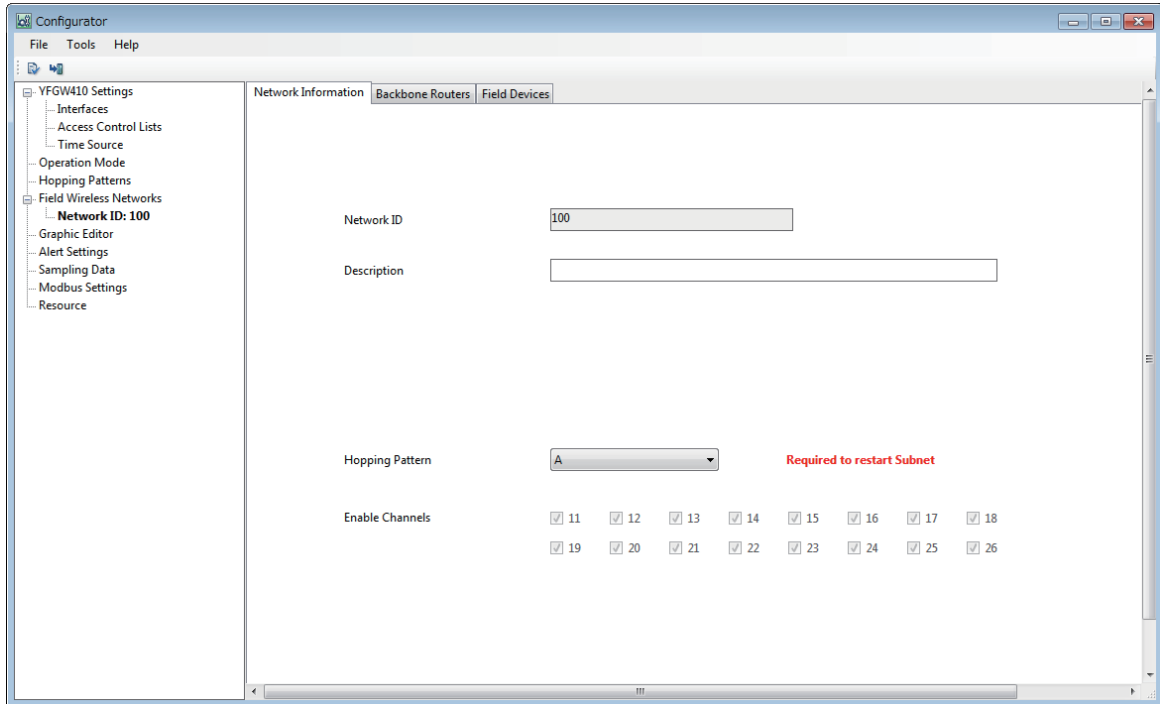 Configurator
File Tools Help
YFGW410 Settings
Interfaces
Access Control Lists
Time Source
Operation Mode
Hopping Patterns
Field Wireless Networks
Network ID: 100
Graphic Editor
Alert Settings
Sampling Data
Modbus Settings
Resource
Network Information Backbone Routers Field Devices
Network ID 100
Description
Hopping Pattern A Required to restart Subnet
Enable Channels 11 12 13 14 15 16 17 18
19 20 21 22 23 24 25 26